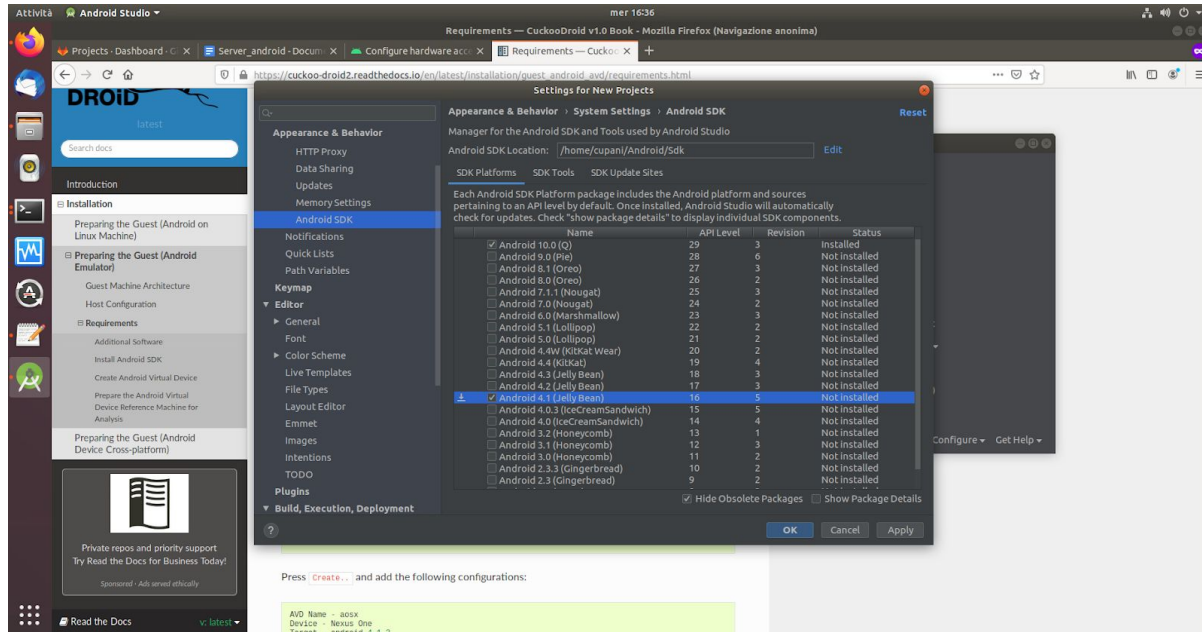 Attività
Android Studio
mer 16:36
Requirements — CuckooDroid v1.0 Book - Mozilla Firefox (Navigazione anonima)
Projects · Dashboard · G
Server_android - Docum
Configure hardware acce
Requirements — Cucko
https://cuckoo-droid2.readthedocs.io/en/latest/installation/guest_android_avd/requirements.html
DROiD
latest
Search docs
Introduction
Installation
Preparing the Guest (Android on
Linux Machine)
Preparing the Guest (Android
Emulator)
Guest Machine Architecture
Host Configuration
Requirements
Additional Software
Install Android SDK
Create Android Virtual Device
Prepare the Android Virtual
Device Reference Machine for
Analysis
Preparing the Guest (Android
Device Cross-platform)
Private repos and priority support
Try Read the Docs for Business Today!
Sponsored · Ads served ethically
Read the Docs
v: latest
Settings for New Projects
Appearance & Behavior
HTTP Proxy
Data Sharing
Updates
Memory Settings
Android SDK
Notifications
Quick Lists
Path Variables
Keymap
Editor
General
Font
Color Scheme
Live Templates
File Types
Layout Editor
Emmet
Images
Intentions
TODO
Plugins
Build, Execution, Deployment
?
Appearance & Behavior › System Settings › Android SDK
Reset
Manager for the Android SDK and Tools used by Android Studio
Android SDK Location: /home/cupani/Android/Sdk Edit
SDK Platforms SDK Tools SDK Update Sites
Each Android SDK Platform package includes the Android platform and sources
pertaining to an API level by default. Once installed, Android Studio will automatically
check for updates. Check "show package details" to display individual SDK components.
Name API Level Revision Status
Android 10.0 (Q) 29 3 Installed
Android 9.0 (Pie) 28 6 Not installed
Android 8.1 (Oreo) 27 3 Not installed
Android 8.0 (Oreo) 26 2 Not installed
Android 7.1.1 (Nougat) 25 3 Not installed
Android 7.0 (Nougat) 24 2 Not installed
Android 6.0 (Marshmallow) 23 3 Not installed
Android 5.1 (Lollipop) 22 2 Not installed
Android 5.0 (Lollipop) 21 2 Not installed
Android 4.4W (KitKat Wear) 20 2 Not installed
Android 4.4 (KitKat) 19 4 Not installed
Android 4.3 (Jelly Bean) 18 3 Not installed
Android 4.2 (Jelly Bean) 17 3 Not installed
Android 4.1 (Jelly Bean) 16 5 Not installed
Android 4.0.3 (IceCreamSandwich) 15 5 Not installed
Android 4.0 (IceCreamSandwich) 14 4 Not installed
Android 3.2 (Honeycomb) 13 1 Not installed
Android 3.1 (Honeycomb) 12 3 Not installed
Android 3.0 (Honeycomb) 11 2 Not installed
Android 2.3.3 (Gingerbread) 10 2 Not installed
Android 2.3 (Gingerbread) 9 2 Not installed
Hide Obsolete Packages Show Package Details
OK Cancel Apply
Configure Get Help
Press Create.. and add the following configurations:
AVD Name - aosx
Device - Nexus One
Target - android 4.1.2